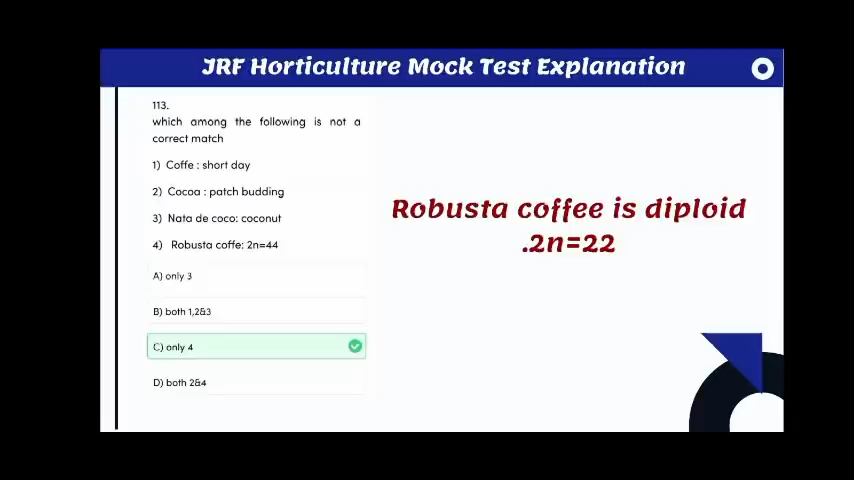 JRF Horticulture Mock Test Explanation
113.
which among the following is not a
correct match
1) Coffe : short day
2) Cocoa : patch budding
3) Nata de coco: coconut
4) Robusta coffe: 2n=44
A) only 3
B) both 1,2&3
C) only 4
D) both 2&4
Robusta coffee is diploid
.2n=22